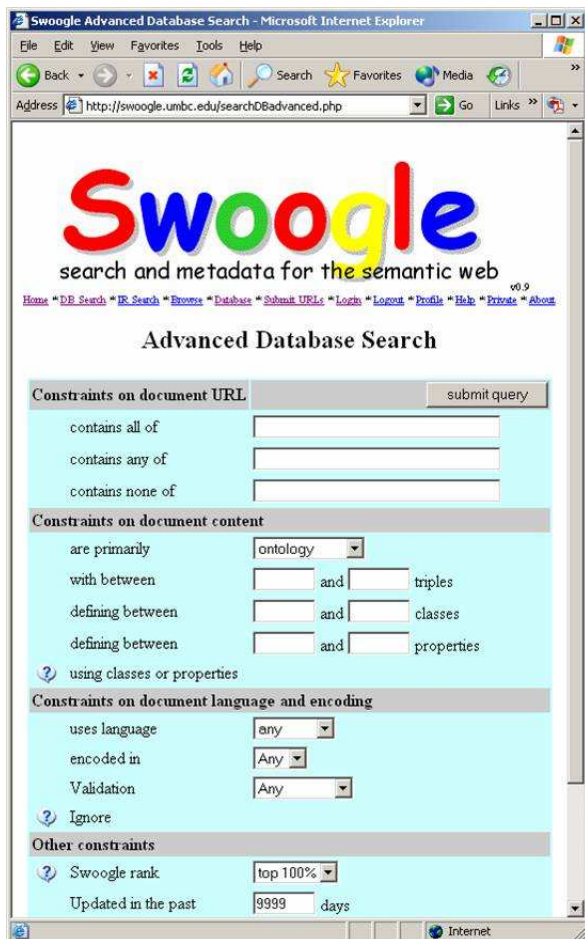 Swoogle Advanced Database Search - Microsoft Internet Explorer
File Edit View Favorites Tools Help
Back Search Favorites Media »
Address http://swoogle.umbc.edu/searchDBadvanced.php Go Links »
Swoogle
search and metadata for the semantic web
v0.9
Home * DB Search * IR Search * Browse * Database * Submit URLs * Login * Logout * Profile * Help * Private * About
Advanced Database Search
Constraints on document URL submit query
contains all of
contains any of
contains none of
Constraints on document content
are primarily ontology
with between and triples
defining between and classes
defining between and properties
? using classes or properties
Constraints on document language and encoding
uses language any
encoded in Any
Validation Any
? Ignore
Other constraints
? Swoogle rank top 100%
Updated in the past 9999 days
Internet